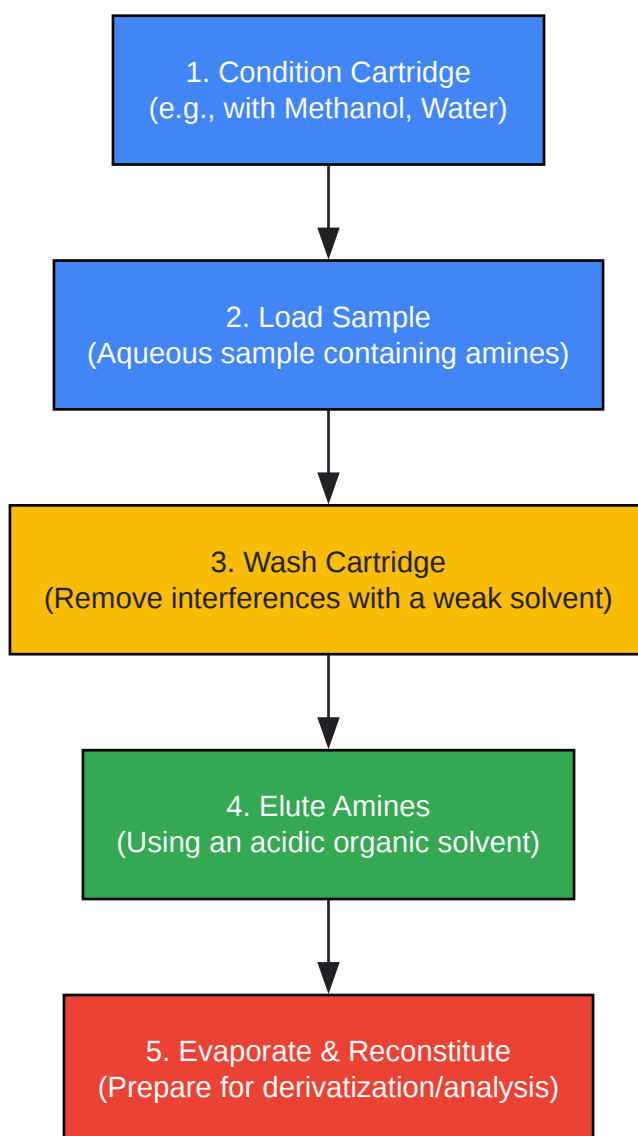 1. Condition Cartridge
(e.g., with Methanol, Water)
2. Load Sample
(Aqueous sample containing amines)
3. Wash Cartridge
(Remove interferences with a weak solvent)
4. Elute Amines
(Using an acidic organic solvent)
5. Evaporate & Reconstitute
(Prepare for derivatization/analysis)